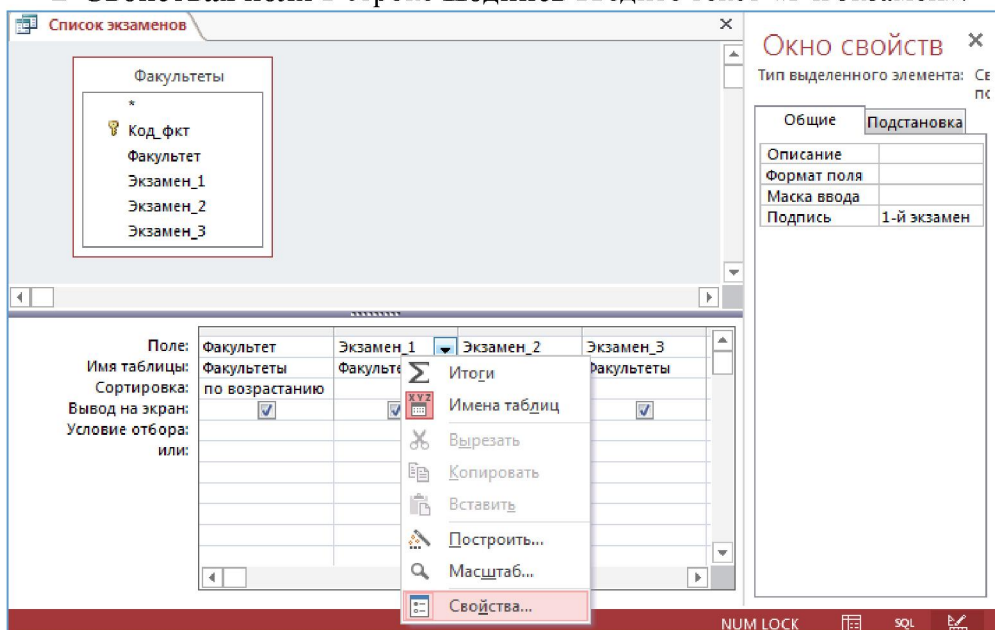 Список экзаменов
Факультеты
*
Код_фкт
Факультет
Экзамен_1
Экзамен_2
Экзамен_3
Окно свойств
Тип выделенного элемента: Св
Общие Подстановка
Описание
Формат поля
Маска ввода
Подпись 1-й экзамен
Поле: Факультет Экзамен_1 Экзамен_2 Экзамен_3
Имя таблицы: Факультеты Факульте Факультеты
Сортировка: по возрастанию
Вывод на экран:
Условие отбора:
или:
Итоги
XYZ Имена таблиц
Вырезать
Копировать
Вставить
Построить...
Масштаб...
Свойства...
NUM LOCK SQL